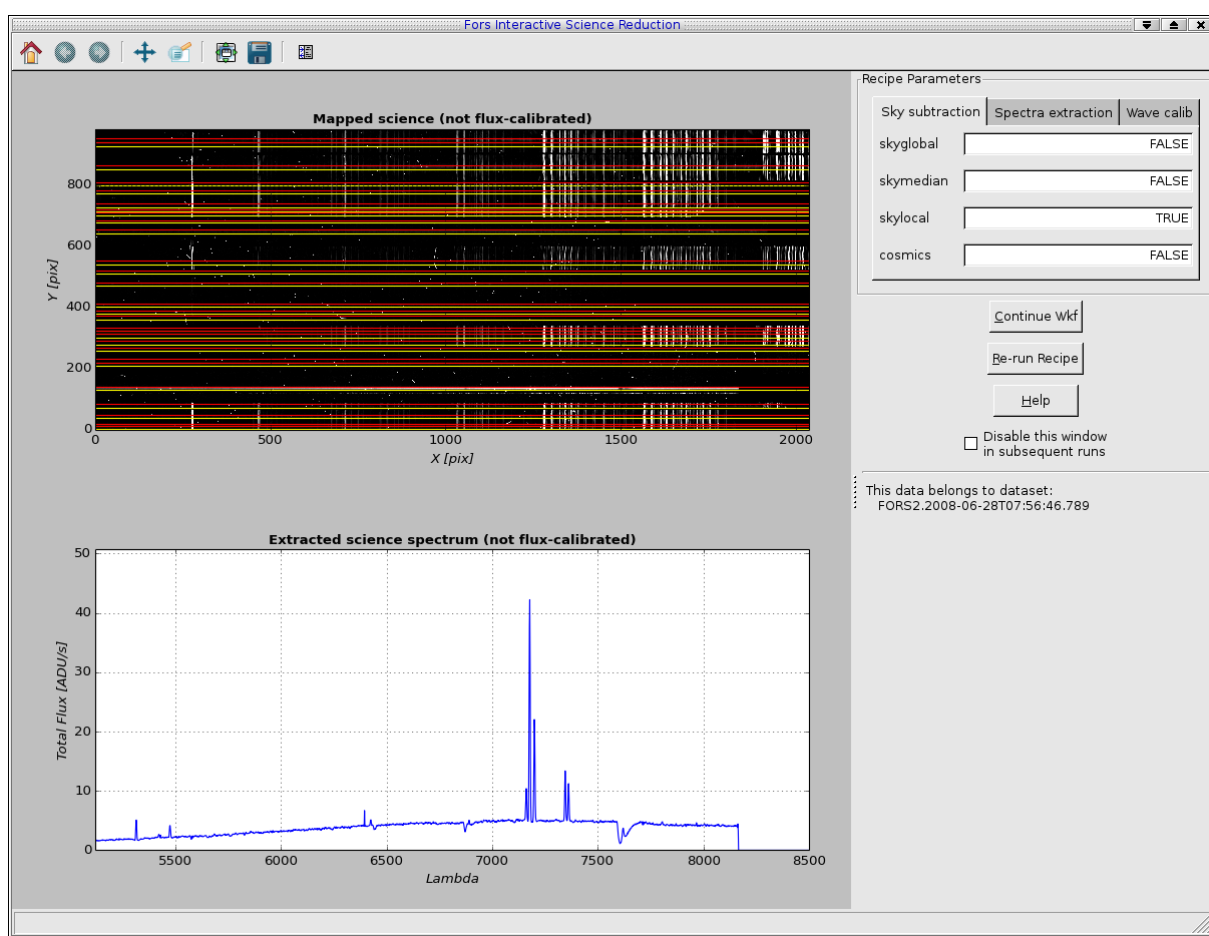 Fors Interactive Science Reduction
Mapped science (not flux-calibrated)
800
600
400
200
0
Y [pix]
0 500 1000 1500 2000
X [pix]
Extracted science spectrum (not flux-calibrated)
50
40
30
20
10
0
Total Flux [ADU/s]
5500 6000 6500 7000 7500 8000 8500
Lambda
Recipe Parameters
Sky subtraction Spectra extraction Wave calib
skyglobal FALSE
skymedian FALSE
skylocal TRUE
cosmics FALSE
Continue Wkf
Re-run Recipe
Help
Disable this window
in subsequent runs
This data belongs to dataset:
FORS2.2008-06-28T07:56:46.789